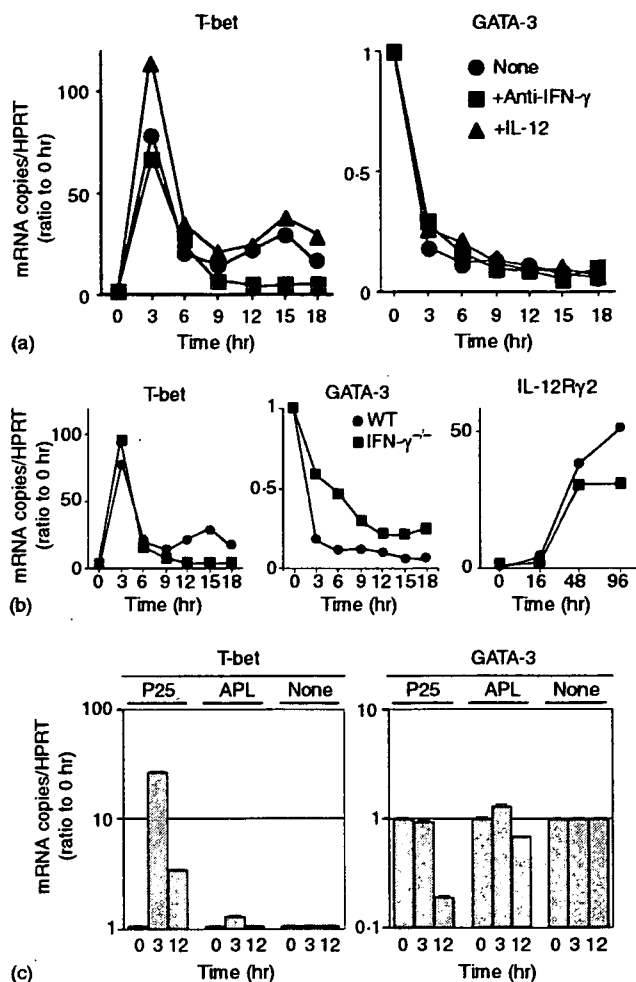 T-bet
GATA-3
mRNA copies/HPRT
(ratio to 0 hr)
100
50
0
0 3 6 9 12 15 18
Time (hr)
1
0·5
0
0 3 6 9 12 15 18
Time (hr)
None
+Anti-IFN-γ
+IL-12
(a)
T-bet
GATA-3
IL-12Rγ2
mRNA copies/HPRT
(ratio to 0 hr)
100
50
0
0 3 6 9 12 15 18
Time (hr)
1
0·5
0
0 3 6 9 12 15 18
Time (hr)
WT
IFN-γ−/−
50
0
0 16 48 96
Time (hr)
(b)
T-bet
GATA-3
P25 APL None
P25 APL None
mRNA copies/HPRT
(ratio to 0 hr)
100
10
1
0 3 12 0 3 12 0 3 12
Time (hr)
10
1
0·1
0 3 12 0 3 12 0 3 12
Time (hr)
(c)